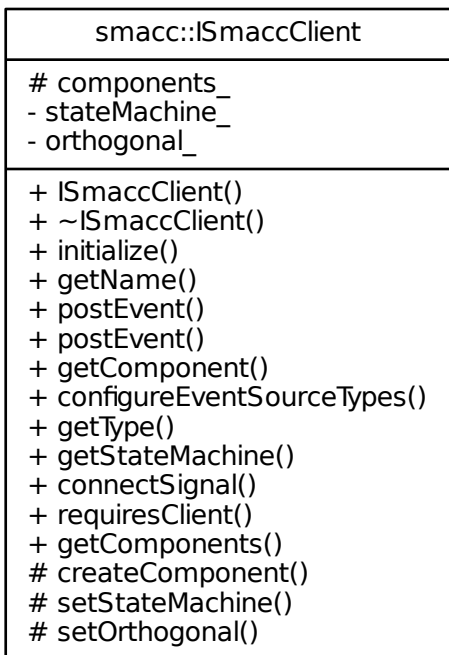 smacc::ISmaccClient
# components_
- stateMachine_
- orthogonal_
+ ISmaccClient()
+ ~ISmaccClient()
+ initialize()
+ getName()
+ postEvent()
+ postEvent()
+ getComponent()
+ configureEventSourceTypes()
+ getType()
+ getStateMachine()
+ connectSignal()
+ requiresClient()
+ getComponents()
# createComponent()
# setStateMachine()
# setOrthogonal()